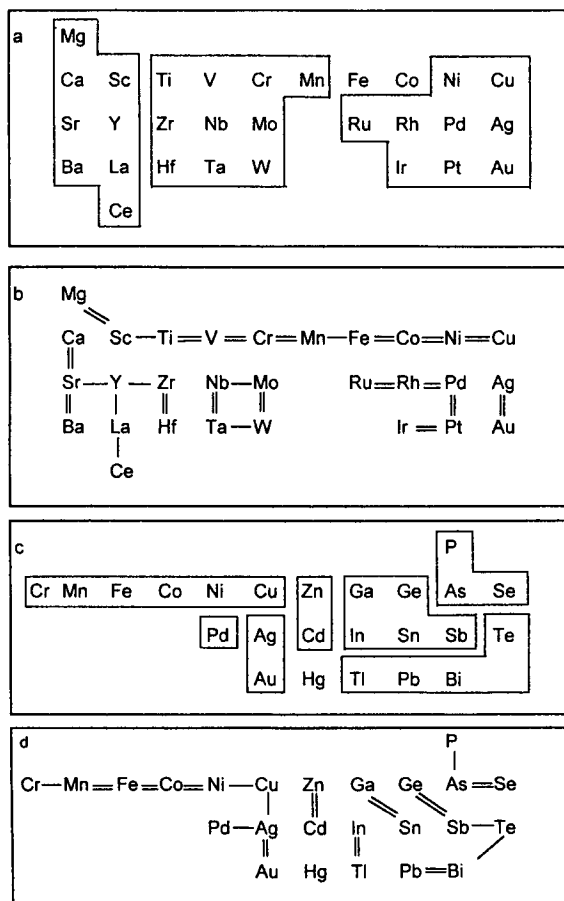 a
Mg
Ca Sc Ti V Cr Mn Fe Co Ni Cu
Sr Y Zr Nb Mo Ru Rh Pd Ag
Ba La Hf Ta W Ir Pt Au
Ce
b
Mg
Ca Sc Ti V Cr Mn Fe Co Ni Cu
Sr Y Zr Nb Mo Ru Rh Pd Ag
Ba La Hf Ta W Ir Pt Au
Ce
c
P
Cr Mn Fe Co Ni Cu Zn Ga Ge As Se
Pd Ag Cd In Sn Sb Te
Au Hg Tl Pb Bi
d
P
Cr Mn Fe Co Ni Cu Zn Ga Ge As Se
Pd Ag Cd In Sn Sb Te
Au Hg Tl Pb Bi